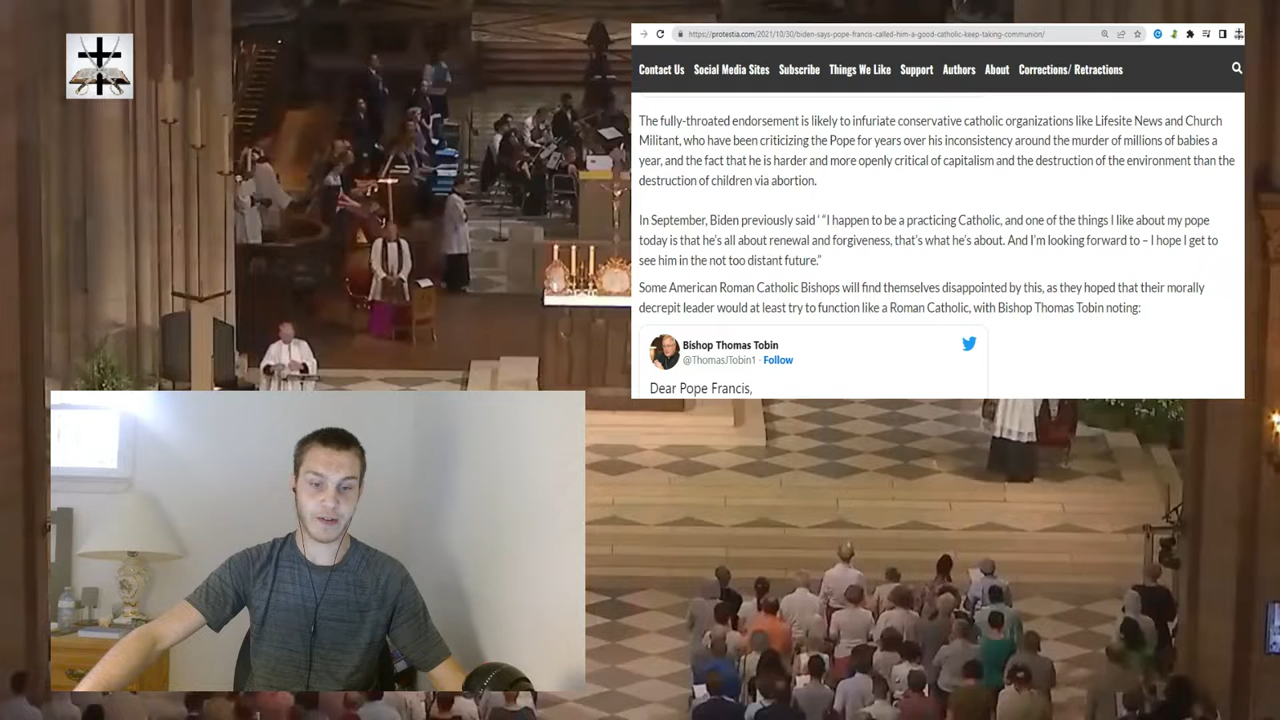 https://protestia.com/2021/10/30/biden-says-pope-francis-called-him-a-good-catholic-keep-taking-communion/
Contact Us Social Media Sites Subscribe Things We Like Support Authors About Corrections/ Retractions
The fully-throated endorsement is likely to infuriate conservative catholic organizations like Lifesite News and Church
Militant, who have been criticizing the Pope for years over his inconsistency around the murder of millions of babies a
year, and the fact that he is harder and more openly critical of capitalism and the destruction of the environment than the
destruction of children via abortion.
In September, Biden previously said ‘ “I happen to be a practicing Catholic, and one of the things I like about my pope
today is that he’s all about renewal and forgiveness, that’s what he’s about. And I’m looking forward to – I hope I get to
see him in the not too distant future.”
Some American Roman Catholic Bishops will find themselves disappointed by this, as they hoped that their morally
decrepit leader would at least try to function like a Roman Catholic, with Bishop Thomas Tobin noting:
Bishop Thomas Tobin
@ThomasJTobin1 · Follow
Dear Pope Francis,